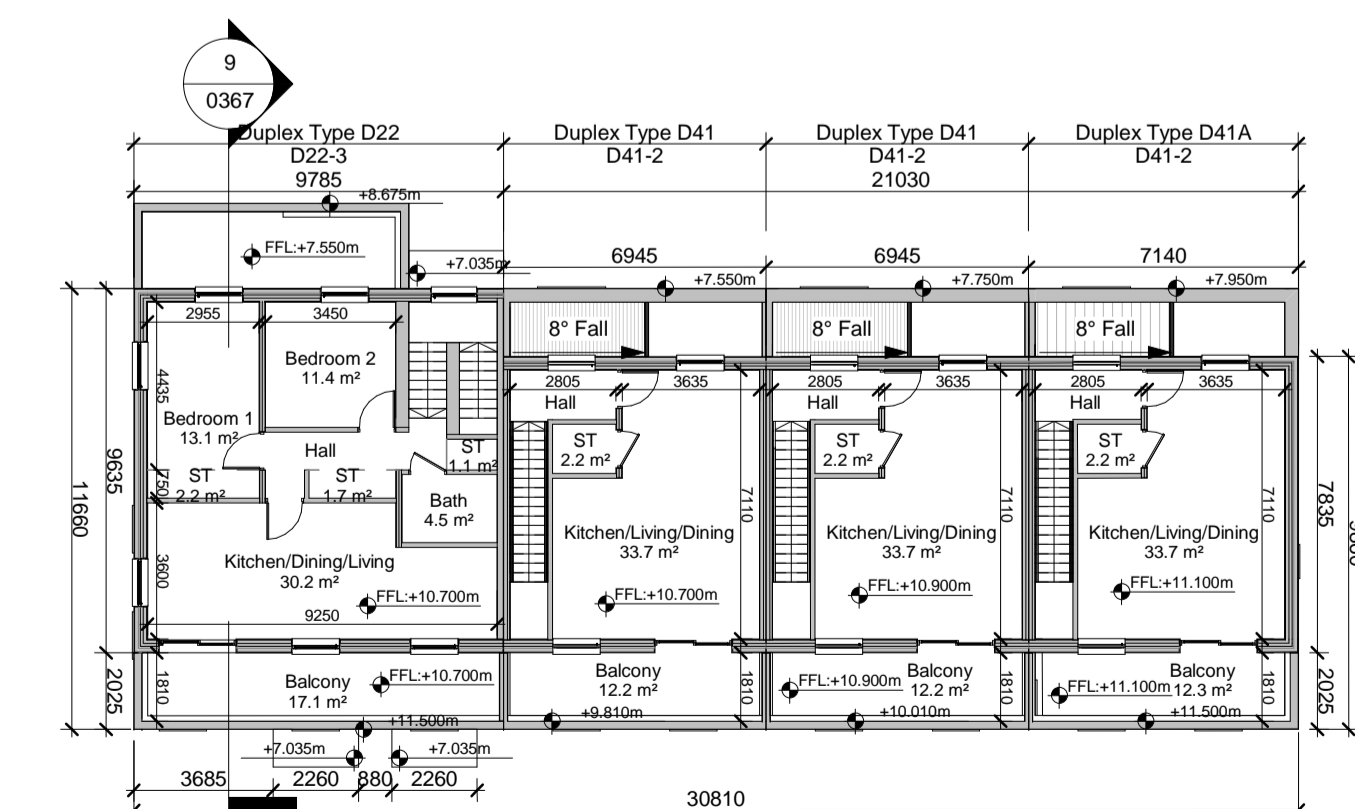 9
0367
Duplex Type D22
D22-3
9785
Duplex Type D41
D41-2
Duplex Type D41
D41-2
Duplex Type D41A
D41-2
21030
+8.675m
FFL:+7.550m
+7.035m
6945
6945
7140
+7.550m
+7.750m
+7.950m
2955
3450
8° Fall
8° Fall
8° Fall
Bedroom 2
11.4 m²
4435
Bedroom 1
13.1 m²
Hall
ST
1.1 m²
ST
2.2 m²
ST
1.7 m²
750
Bath
4.5 m²
Kitchen/Dining/Living
30.2 m²
3600
FFL:+10.700m
9250
2805
3635
Hall
ST
2.2 m²
7110
Kitchen/Living/Dining
33.7 m²
FFL:+10.700m
2805
3635
Hall
ST
2.2 m²
7110
Kitchen/Living/Dining
33.7 m²
FFL:+10.900m
2805
3635
Hall
ST
2.2 m²
7110
Kitchen/Living/Dining
33.7 m²
FFL:+11.100m
11660
9635
2025
7835
2025
1810
Balcony
17.1 m²
FFL:+10.700m
+11.500m
Balcony
12.2 m²
1810
+9.810m
Balcony
12.2 m²
FFL:+10.900m
1810
+10.010m
Balcony
12.3 m²
FFL:+11.100m
1810
+11.500m
+7.035m
+7.035m
3685
2260
880
2260
30810